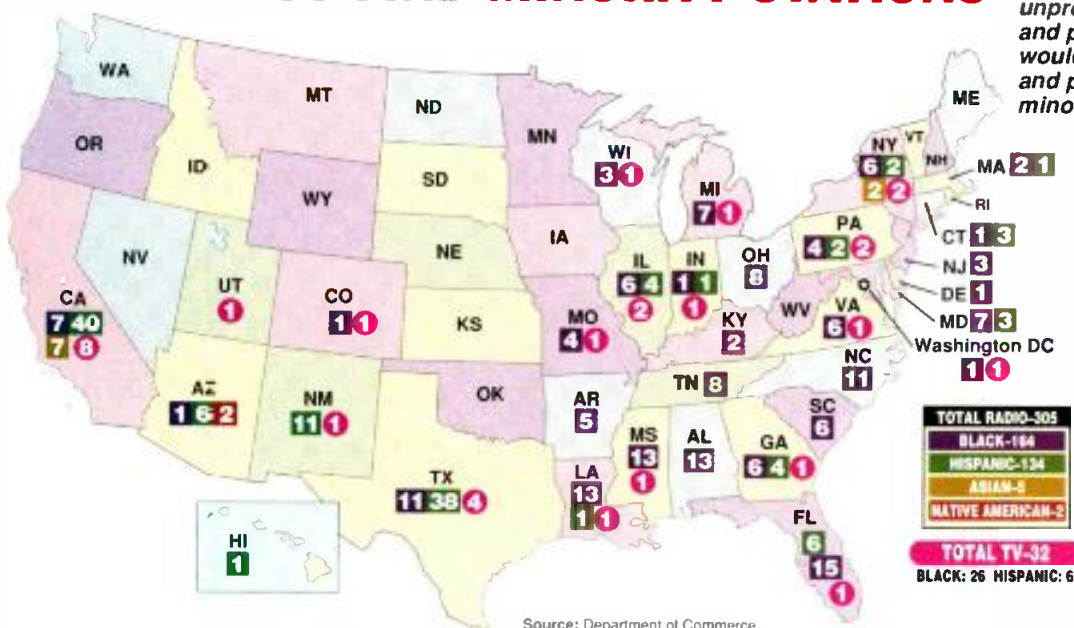 unpre
and p
would
and p
mino
WA
MT
ND
MN
ME
OR
ID
SD
WI
3 1
MI
7 1
NY
6 2
2 2
VT
NH
MA 2 1
RI
CT 1 3
NJ 3
DE 1
MD 7 3
Washington DC
1 1
WY
IA
NE
NV
UT
1
CA
7 40
7 8
CO
1 1
KS
MO
4 1
IL
6 4
2
IN
1 1
1
OH
8
PA
4 2 2
WV
VA
6 1
KY
2
NC
11
TN 8
SC
6
AZ
1 6 2
NM
11 1
OK
AR
5
MS
13
1
AL
13
GA
6 4 1
TX
11 38 4
LA
13
1 1
FL
6
15
1
HI
1
TOTAL RADIO-305
BLACK-164
HISPANIC-134
ASIAN-5
NATIVE AMERICAN-2
TOTAL TV-32
BLACK: 26 HISPANIC: 6
Source: Department of Commerce